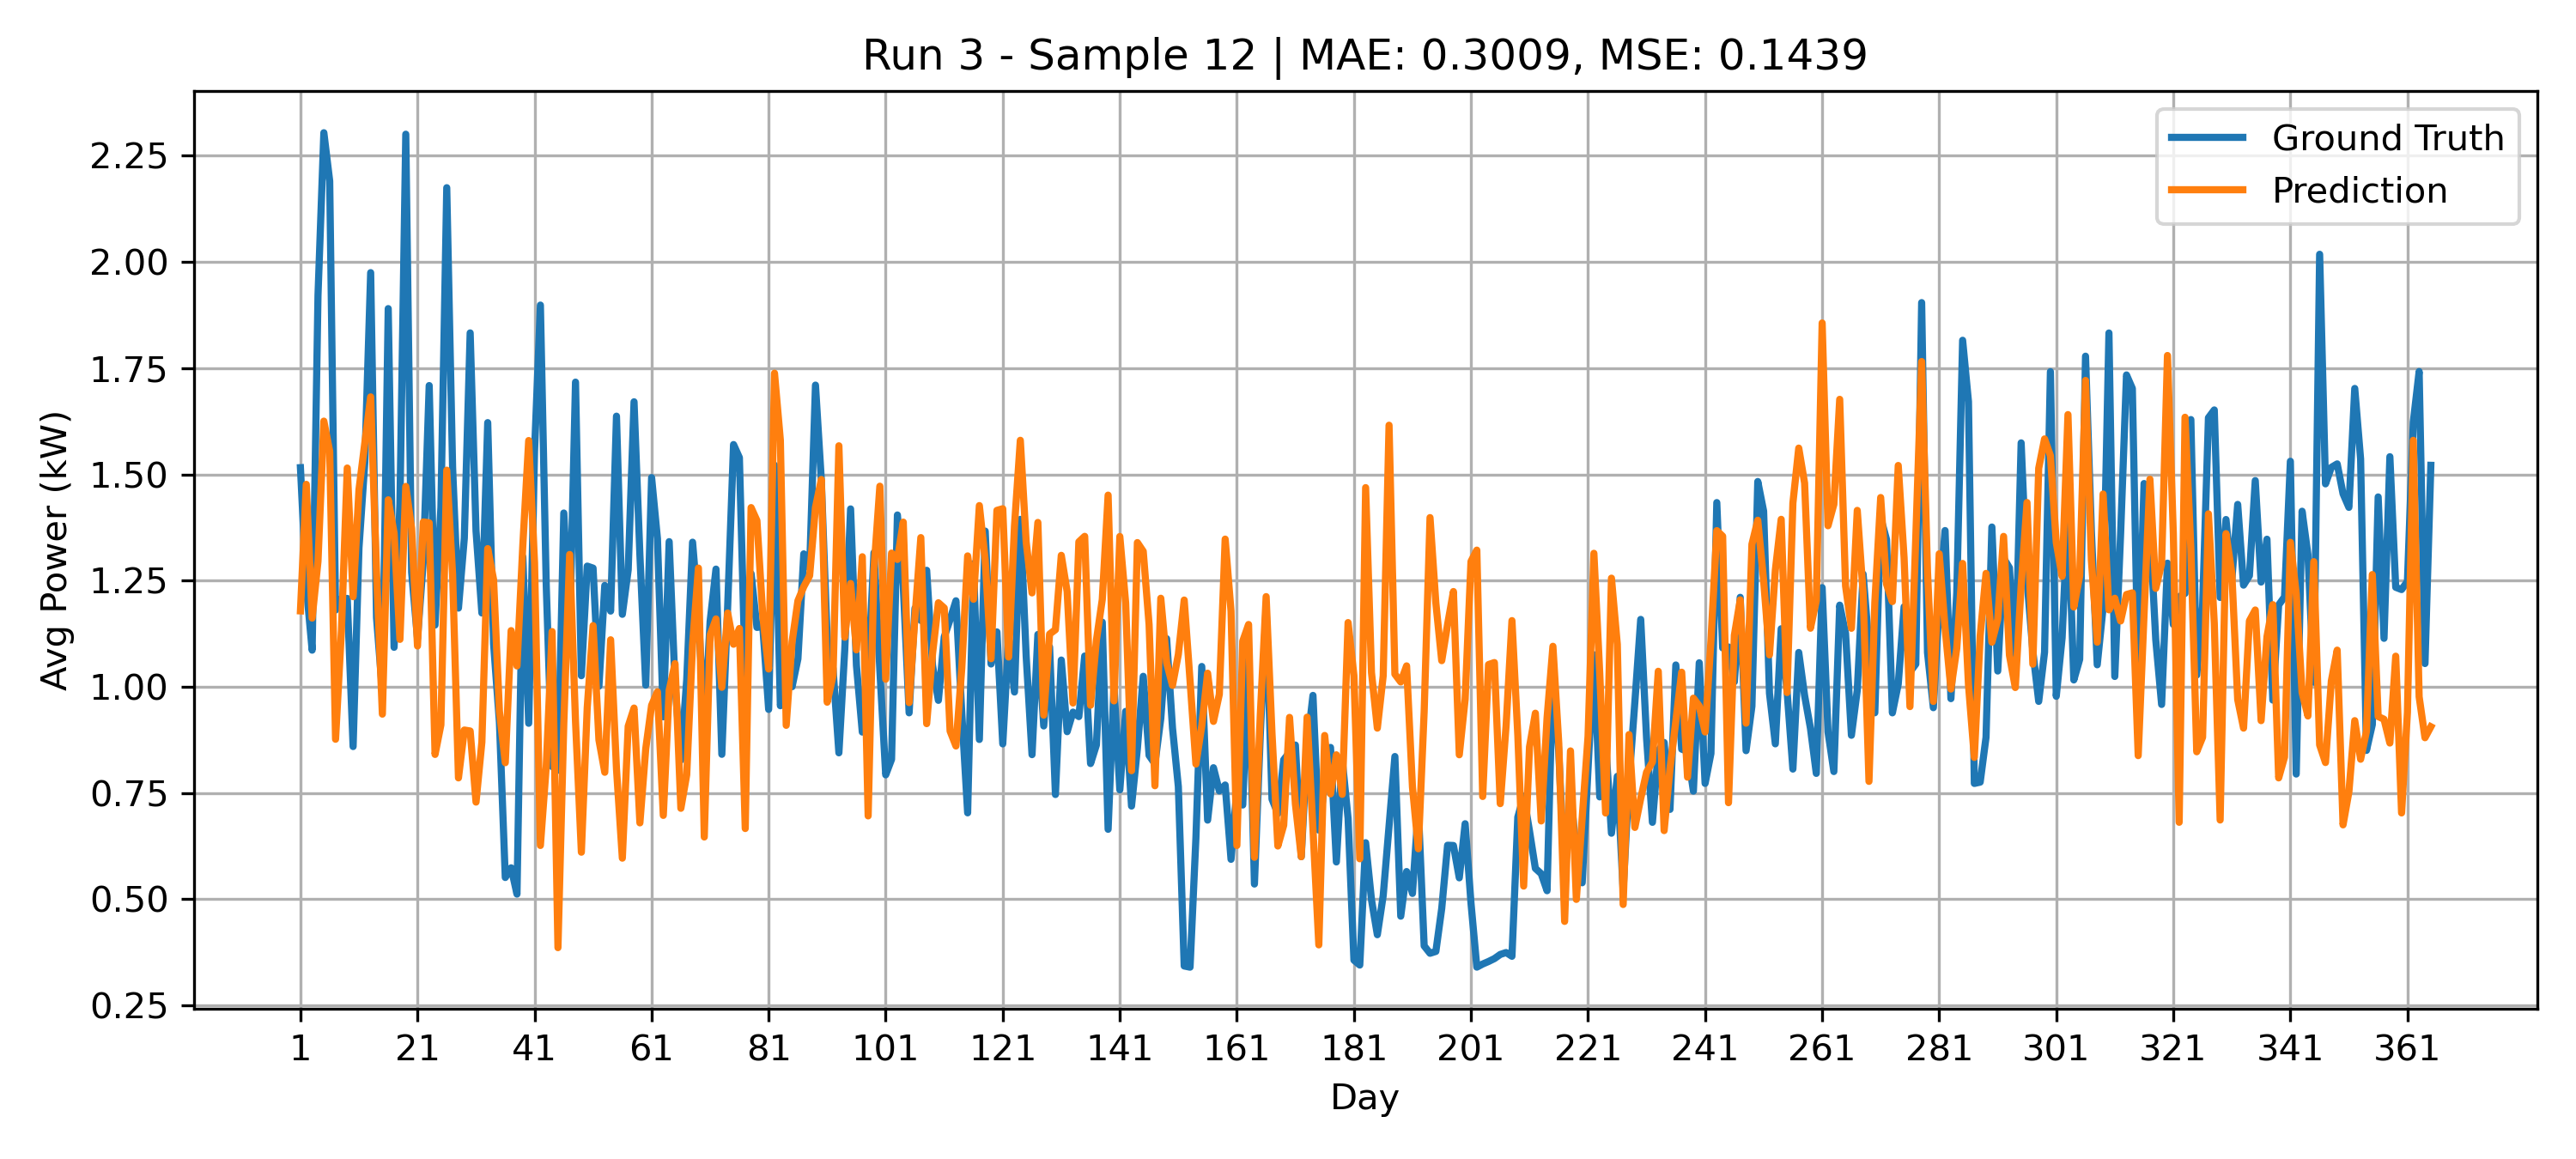 Run 3 - Sample 12 | MAE: 0.3009, MSE: 0.1439
Ground Truth
Prediction
Avg Power (kW)
2.25
2.00
1.75
1.50
1.25
1.00
0.75
0.50
0.25
1 21 41 61 81 101 121 141 161 181 201 221 241 261 281 301 321 341 361
Day